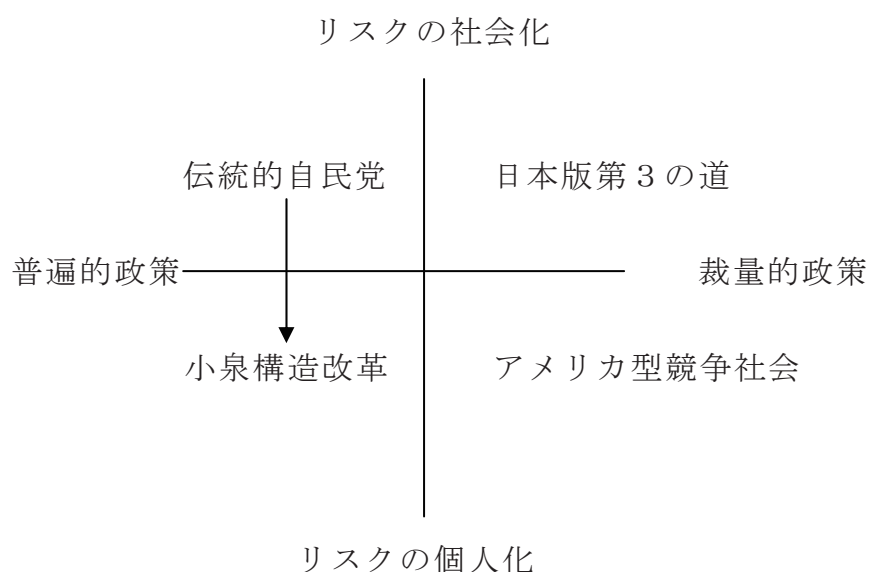 リスクの社会化
伝統的自民党
日本版第３の道
普遍的政策
裁量的政策
小泉構造改革
アメリカ型競争社会
リスクの個人化